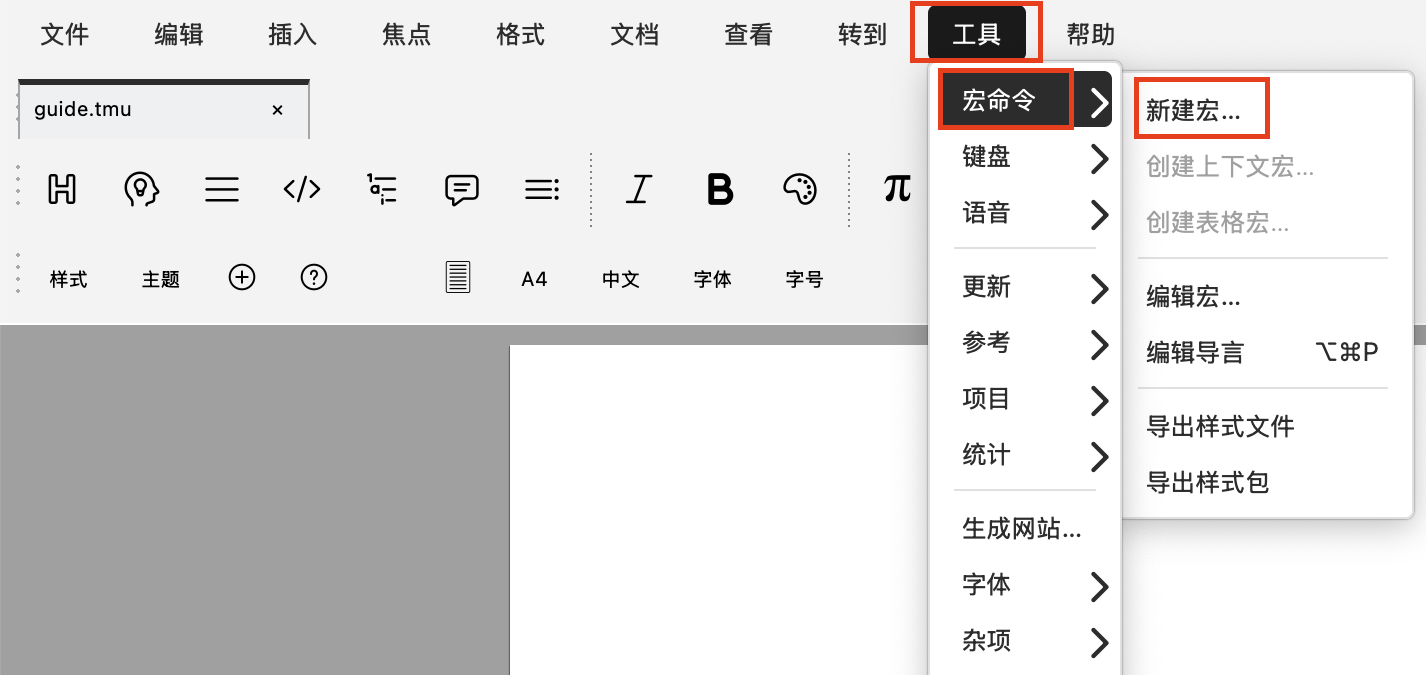 文件 编辑 插入 焦点 格式 文档 查看 转到 工具 帮助
guide.tmu ×
H </> I B π
样式 主题 A4 中文 字体 字号
宏命令
键盘
语音
更新
参考
项目
统计
生成网站...
字体
杂项
新建宏...
创建上下文宏...
创建表格宏...
编辑宏...
编辑导言 ⌥⌘P
导出样式文件
导出样式包